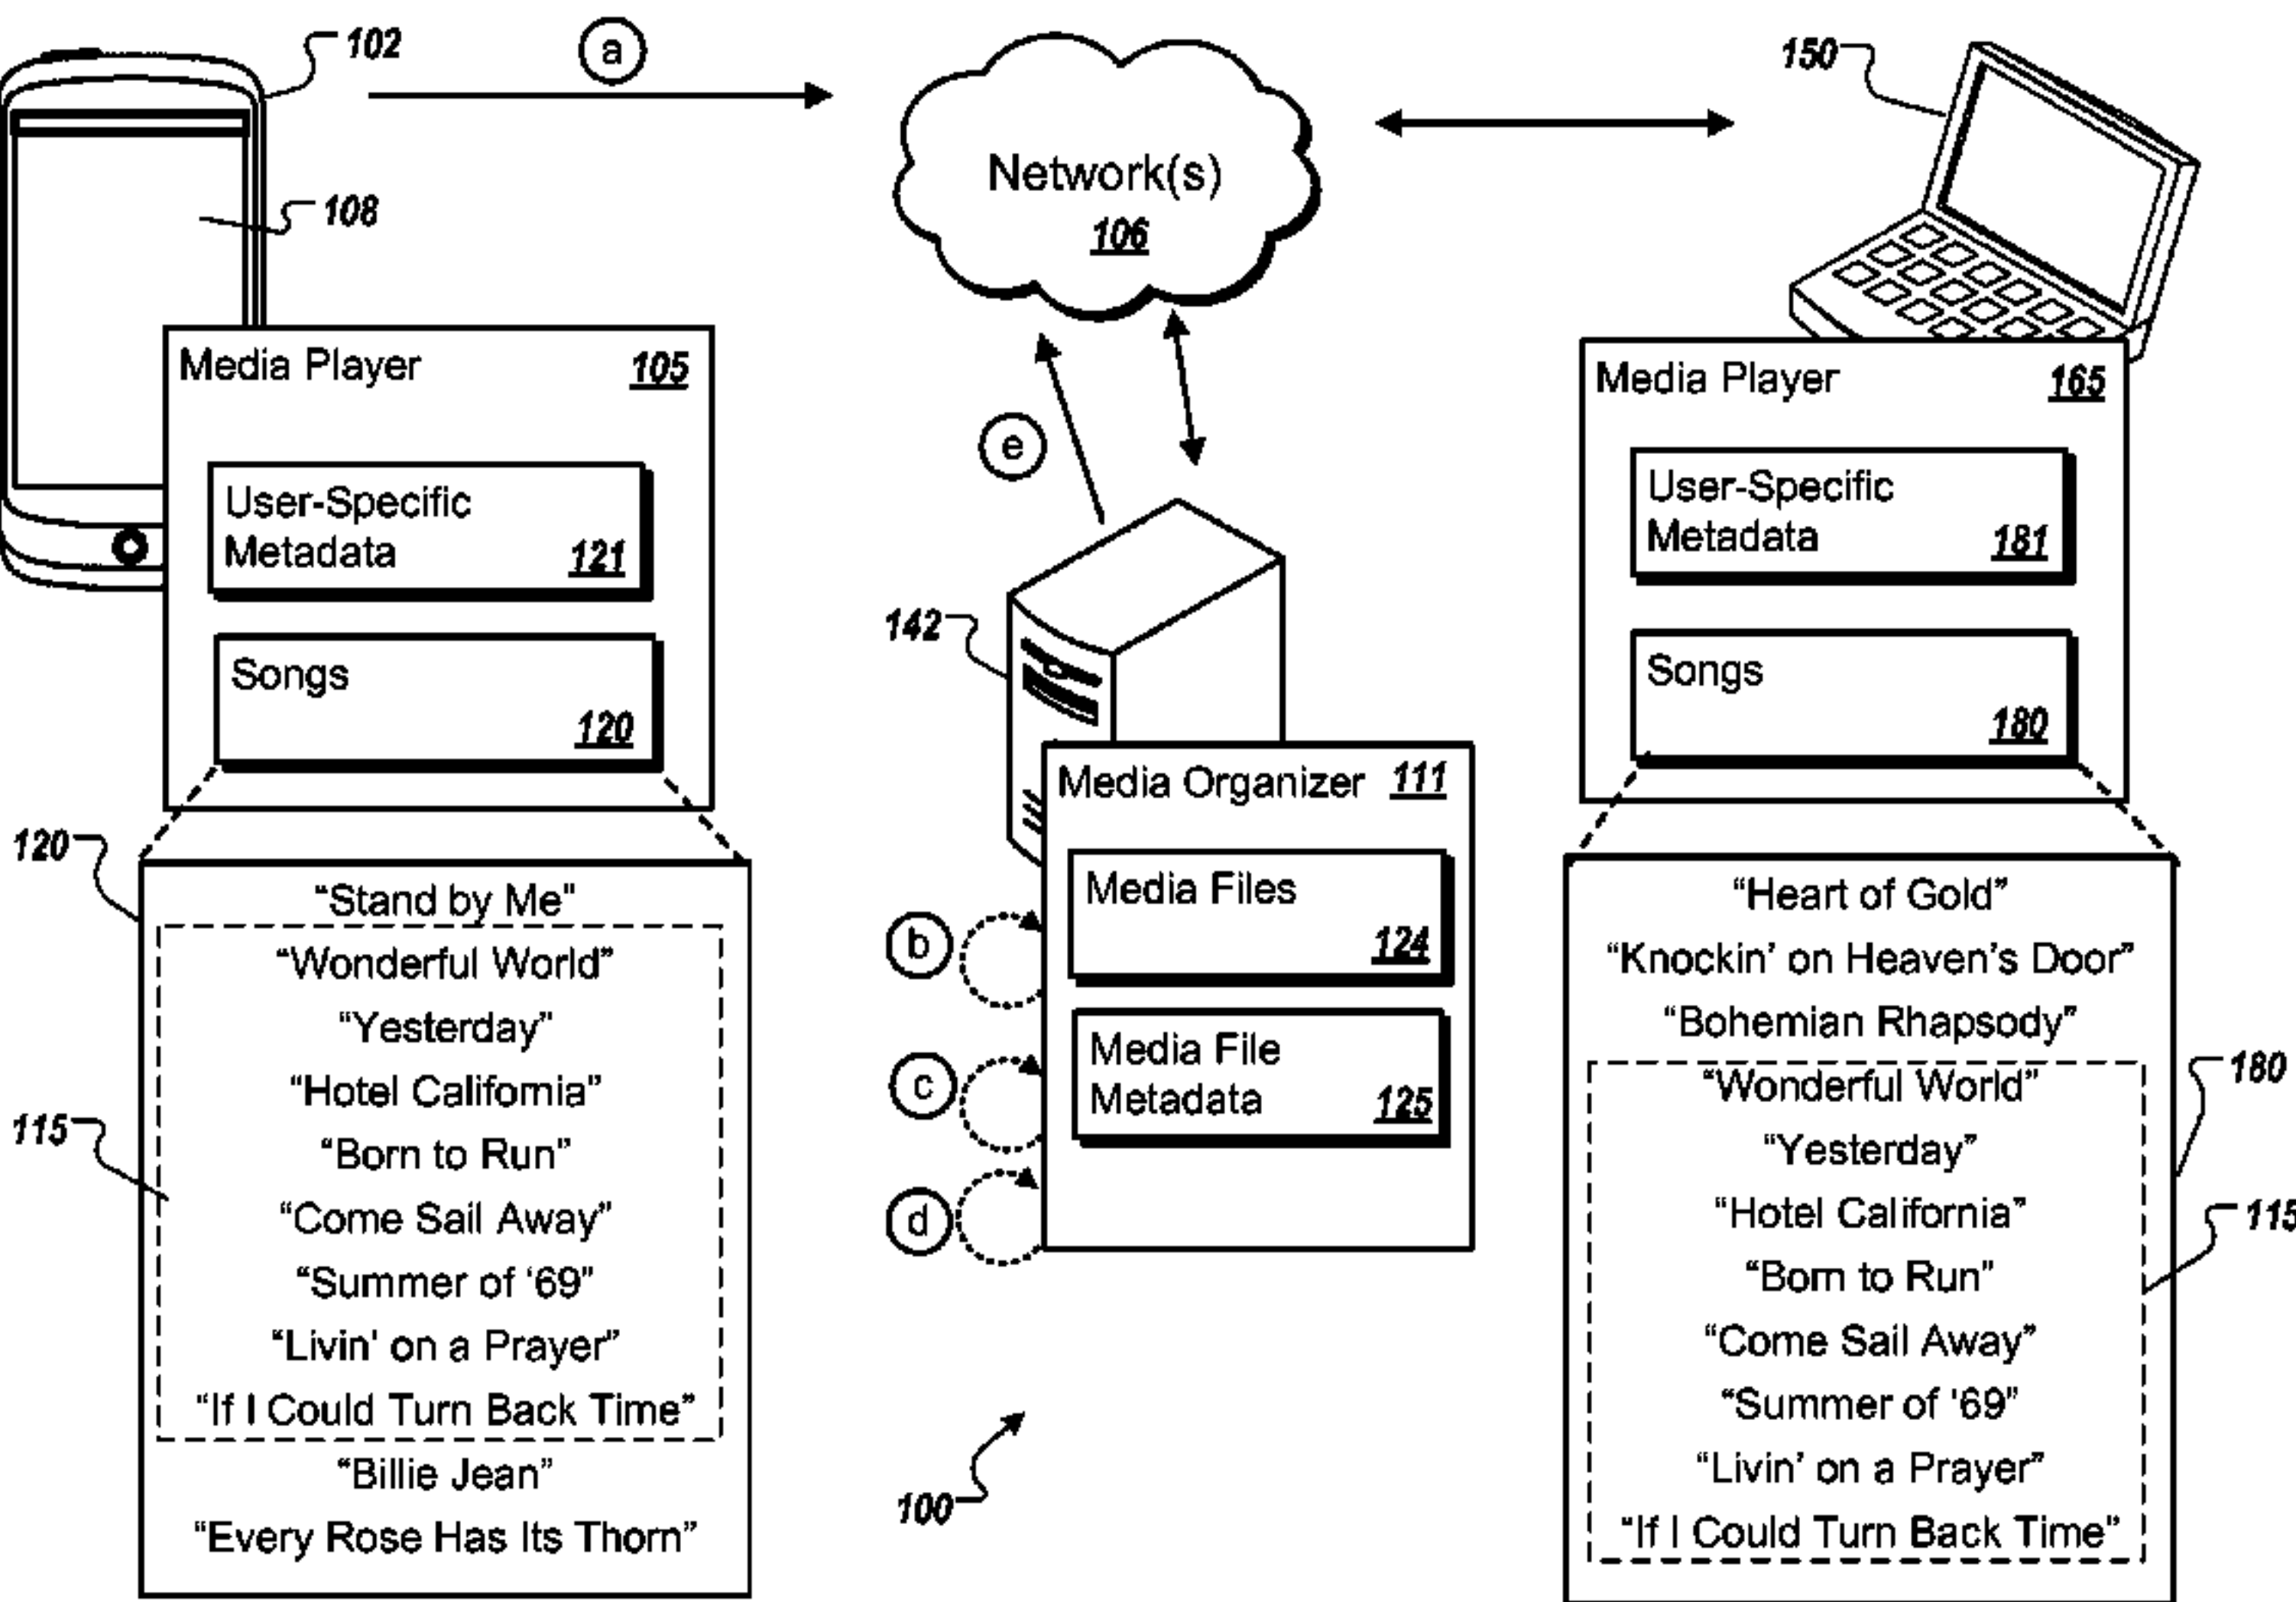 102
a
150
Network(s)
106
108
Media Player 105
User-Specific
Metadata 121
Songs
120
120
“Stand by Me”
“Wonderful World”
“Yesterday”
“Hotel California”
“Born to Run”
“Come Sail Away”
“Summer of ‘69”
“Livin’ on a Prayer”
“If I Could Turn Back Time”
“Billie Jean”
“Every Rose Has Its Thorn”
115
e
142
Media Organizer 111
Media Files
124
Media File
Metadata 125
b
c
d
100
Media Player 165
User-Specific
Metadata 181
Songs
180
“Heart of Gold”
“Knockin’ on Heaven’s Door”
“Bohemian Rhapsody”
“Wonderful World”
“Yesterday”
“Hotel California”
“Born to Run”
“Come Sail Away”
“Summer of ‘69”
“Livin’ on a Prayer”
“If I Could Turn Back Time”
180
115